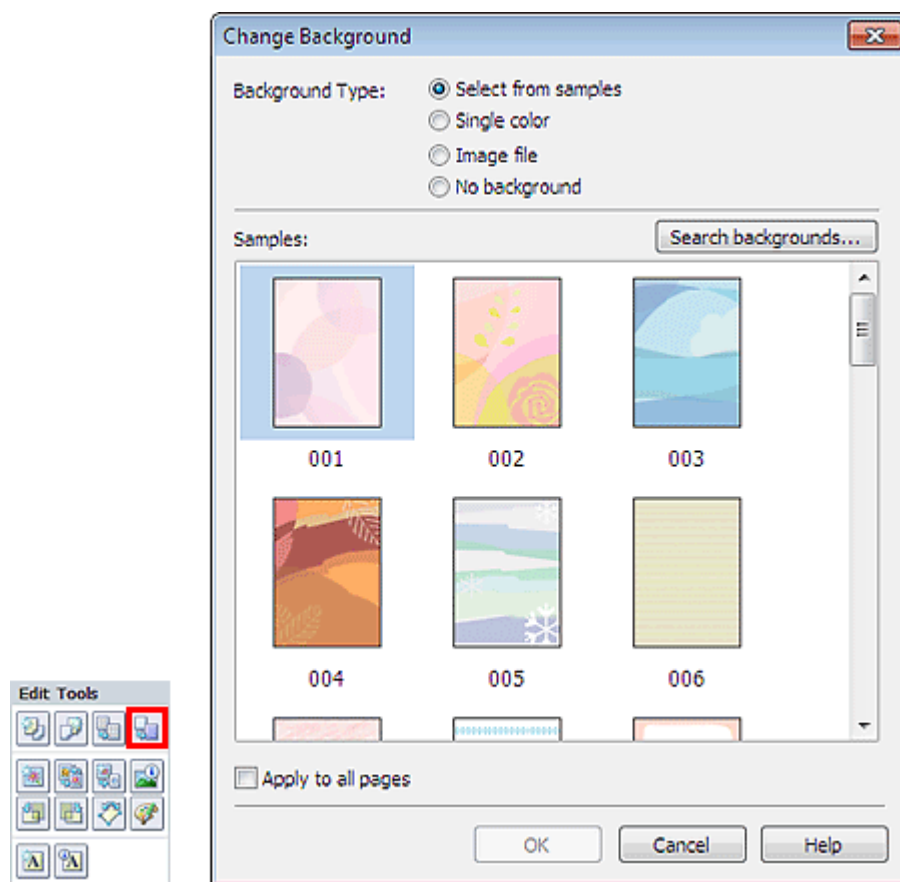 Change Background
Background Type:
Select from samples
Single color
Image file
No background
Samples:
Search backgrounds...
001 002 003
004 005 006
Edit Tools
Apply to all pages
A A
OK Cancel Help